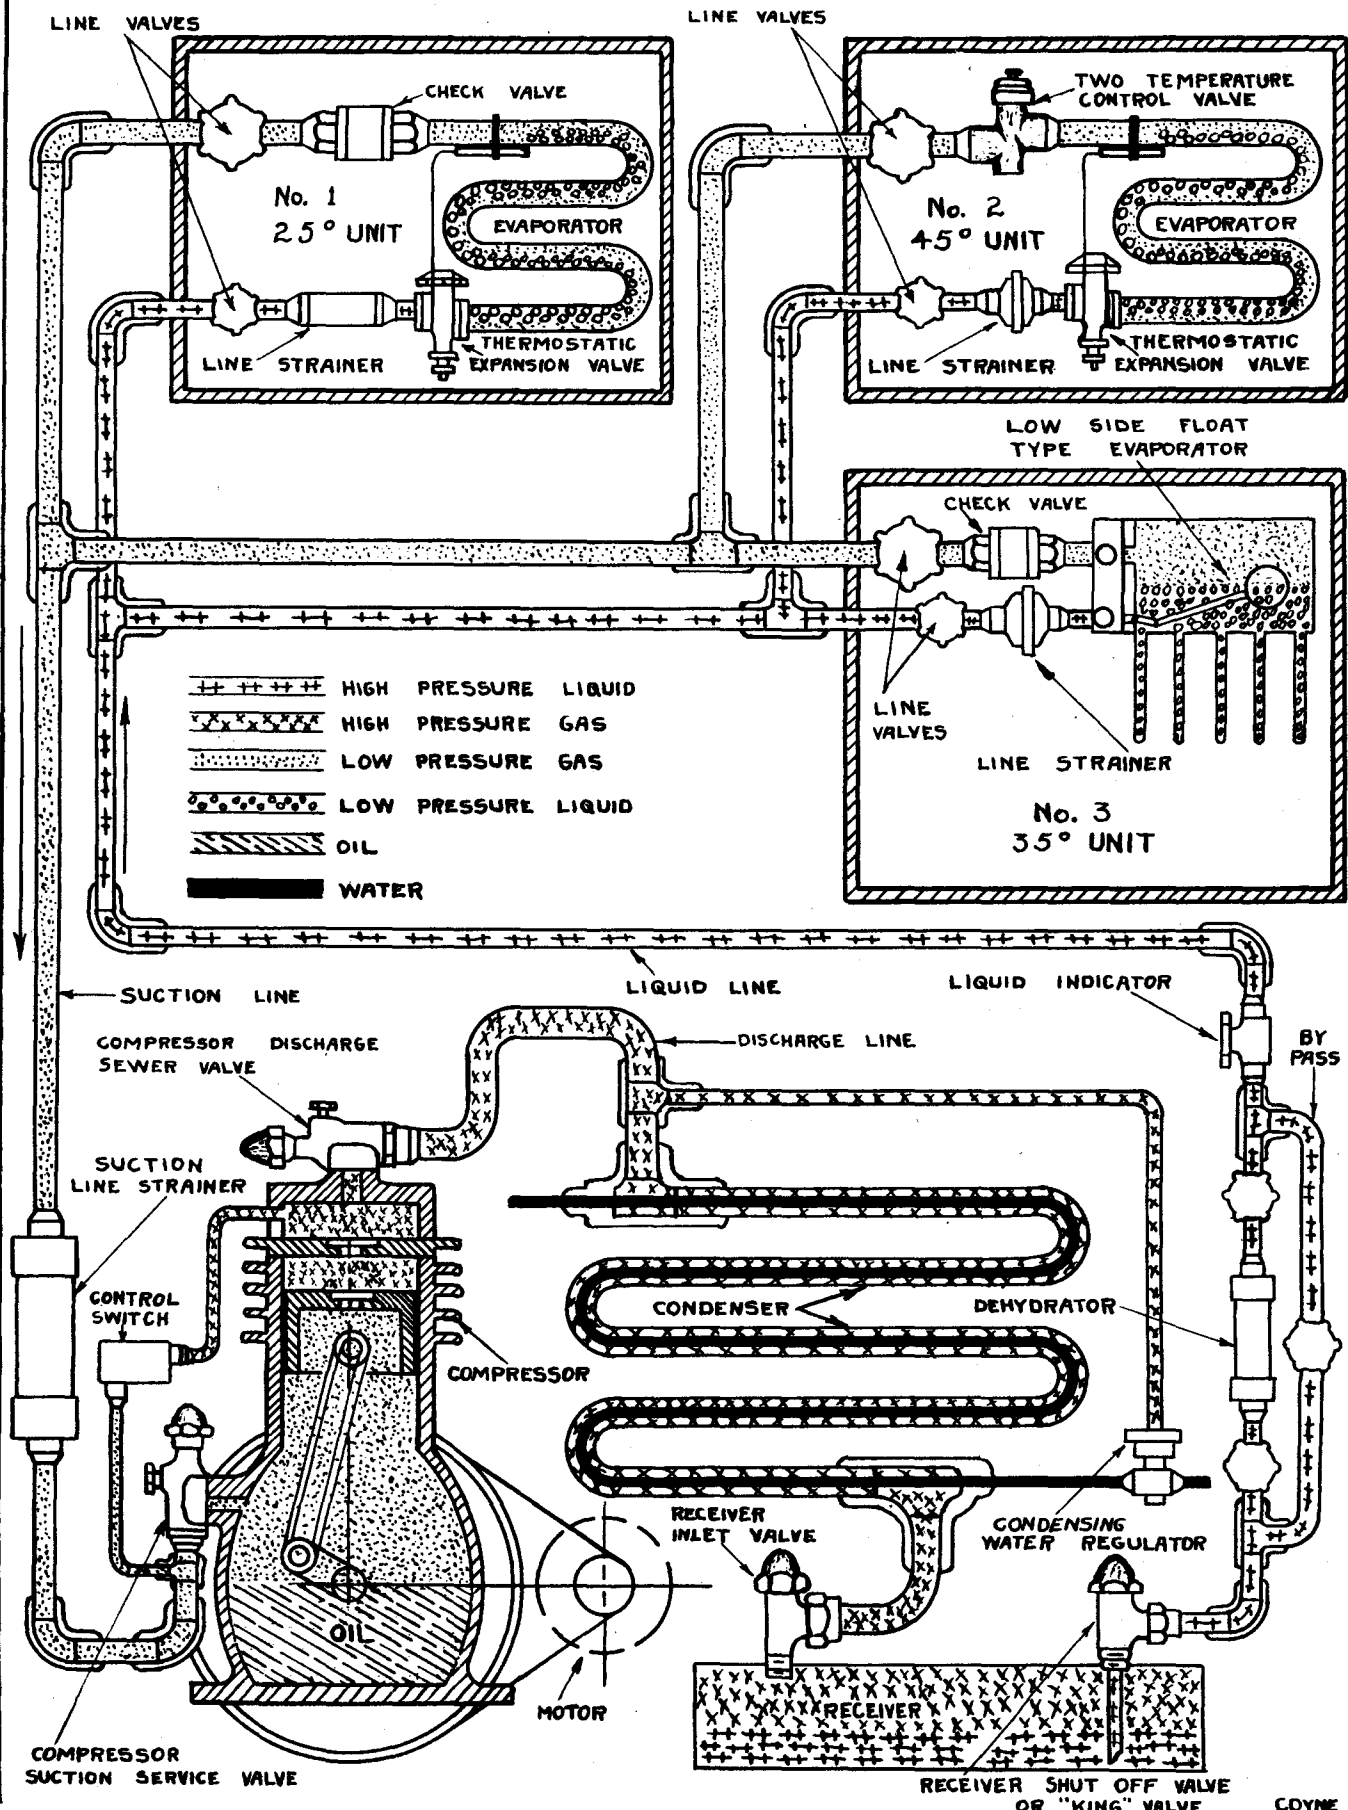 LINE VALVES
LINE VALVES
CHECK VALVE
TWO TEMPERATURE
CONTROL VALVE
No. 1
25° UNIT
EVAPORATOR
No. 2
45° UNIT
EVAPORATOR
LINE STRAINER
THERMOSTATIC
EXPANSION VALVE
LINE STRAINER
THERMOSTATIC
EXPANSION VALVE
LOW SIDE FLOAT
TYPE EVAPORATOR
CHECK VALVE
LINE
VALVES
LINE STRAINER
No. 3
35° UNIT
HIGH PRESSURE LIQUID
HIGH PRESSURE GAS
LOW PRESSURE GAS
LOW PRESSURE LIQUID
OIL
WATER
SUCTION LINE
LIQUID LINE
LIQUID INDICATOR
COMPRESSOR DISCHARGE
SEWER VALVE
DISCHARGE LINE
BY
PASS
SUCTION
LINE STRAINER
CONTROL
SWITCH
CONDENSER
DEHYDRATOR
COMPRESSOR
RECEIVER
INLET VALVE
CONDENSING
WATER REGULATOR
OIL
MOTOR
RECEIVER
COMPRESSOR
SUCTION SERVICE VALVE
RECEIVER SHUT OFF VALVE
OR "KING" VALVE
COYNE